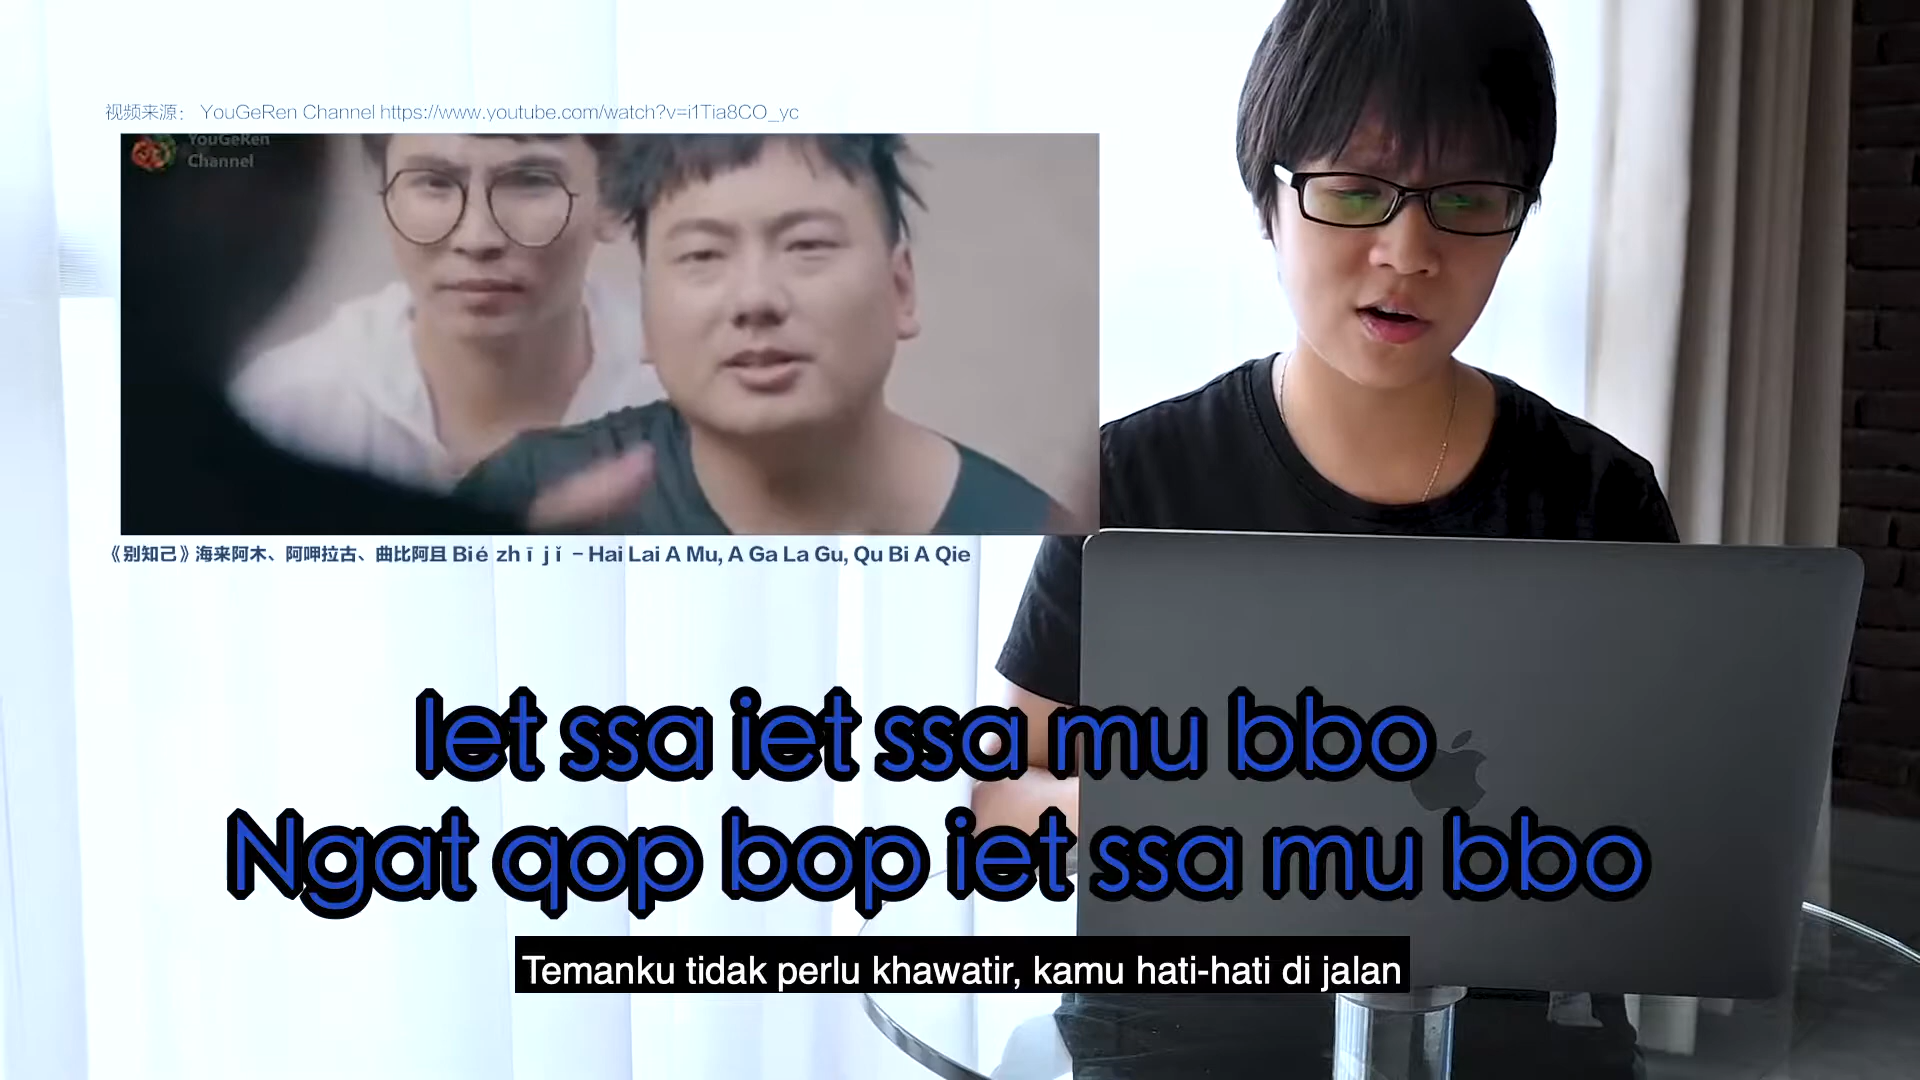 视频来源： YouGeRen Channel https://www.youtube.com/watch?v=i1Tia8CO_yc
YouGeRen
Channel
《别知己》海来阿木、阿呷拉古、曲比阿且 Bié zhī jǐ – Hai Lai A Mu, A Ga La Gu, Qu Bi A Qie
Iet ssa iet ssa mu bbo
Ngat qop bop iet ssa mu bbo
Temanku tidak perlu khawatir, kamu hati-hati di jalan